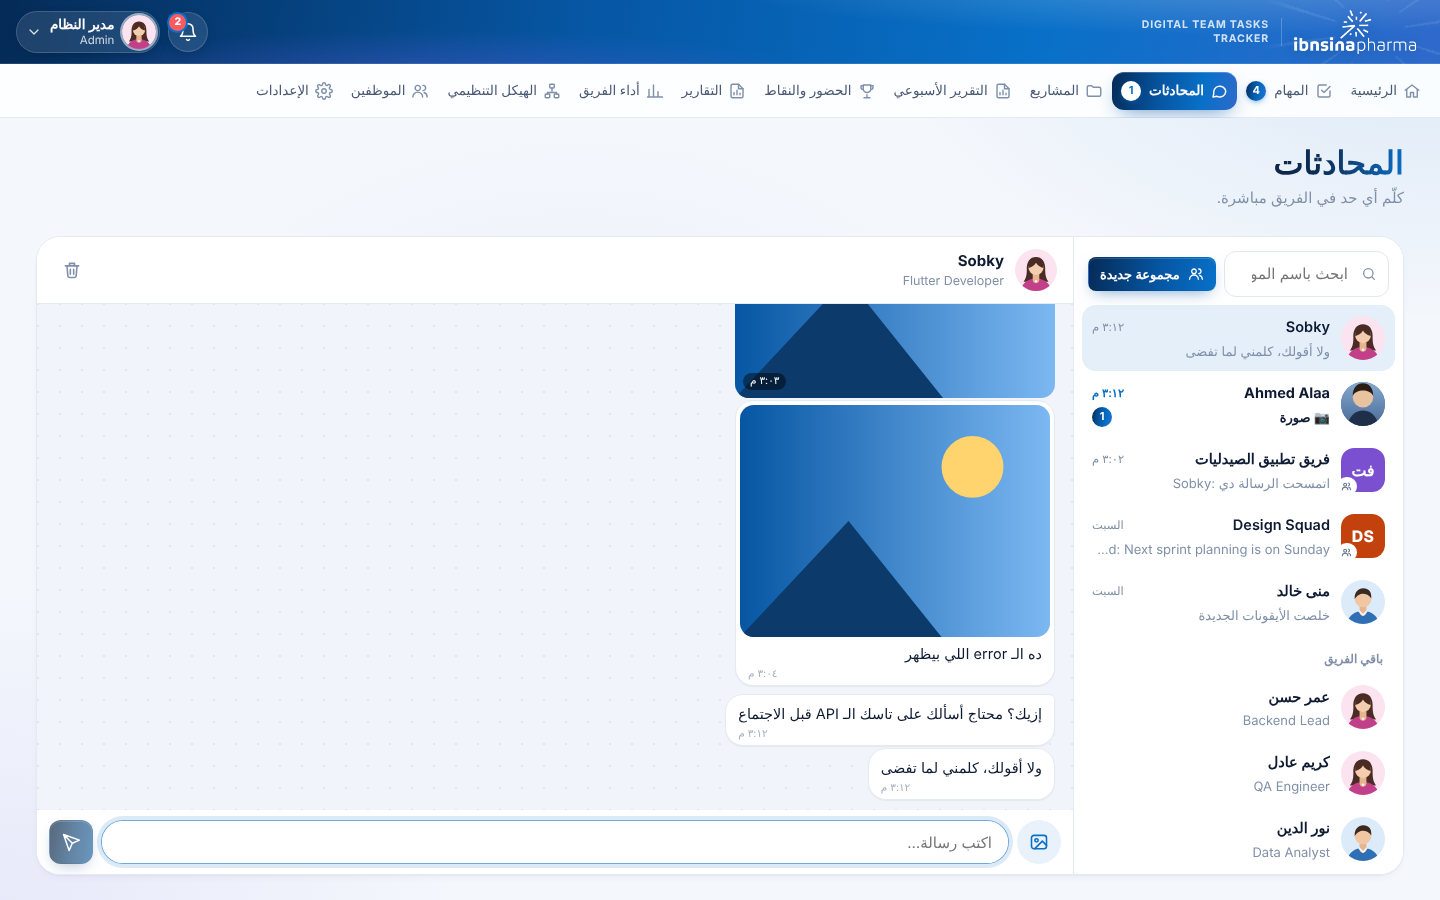 ibnsinapharma
DIGITAL TEAM TASKS
TRACKER
2
مدير النظام
Admin
الرئيسية
المهام 4
المحادثات 1
المشاريع
التقرير الأسبوعي
الحضور والنقاط
التقارير
أداء الفريق
الهيكل التنظيمي
الموظفين
الإعدادات
المحادثات
كلّم أي حد في الفريق مباشرة.
ابحث باسم المو
مجموعة جديدة
Sobky
٣:١٢ م
ولا أقولك، كلمني لما تفضى
Ahmed Alaa
٣:١٢ م
📷 صورة
1
فت
فريق تطبيق الصيدليات
٣:٠٢ م
Sobky: اتمسحت الرسالة دي
DS
Design Squad
السبت
...d: Next sprint planning is on Sunday
منى خالد
السبت
خلصت الأيقونات الجديدة
باقي الفريق
عمر حسن
Backend Lead
كريم عادل
QA Engineer
نور الدين
Data Analyst
Sobky
Flutter Developer
٣:٠٣ م
ده الـ error اللي بيظهر
٣:٠٤ م
إزيك؟ محتاج أسألك على تاسك الـ API قبل الاجتماع
٣:١٢ م
ولا أقولك، كلمني لما تفضى
٣:١٢ م
اكتب رسالة...